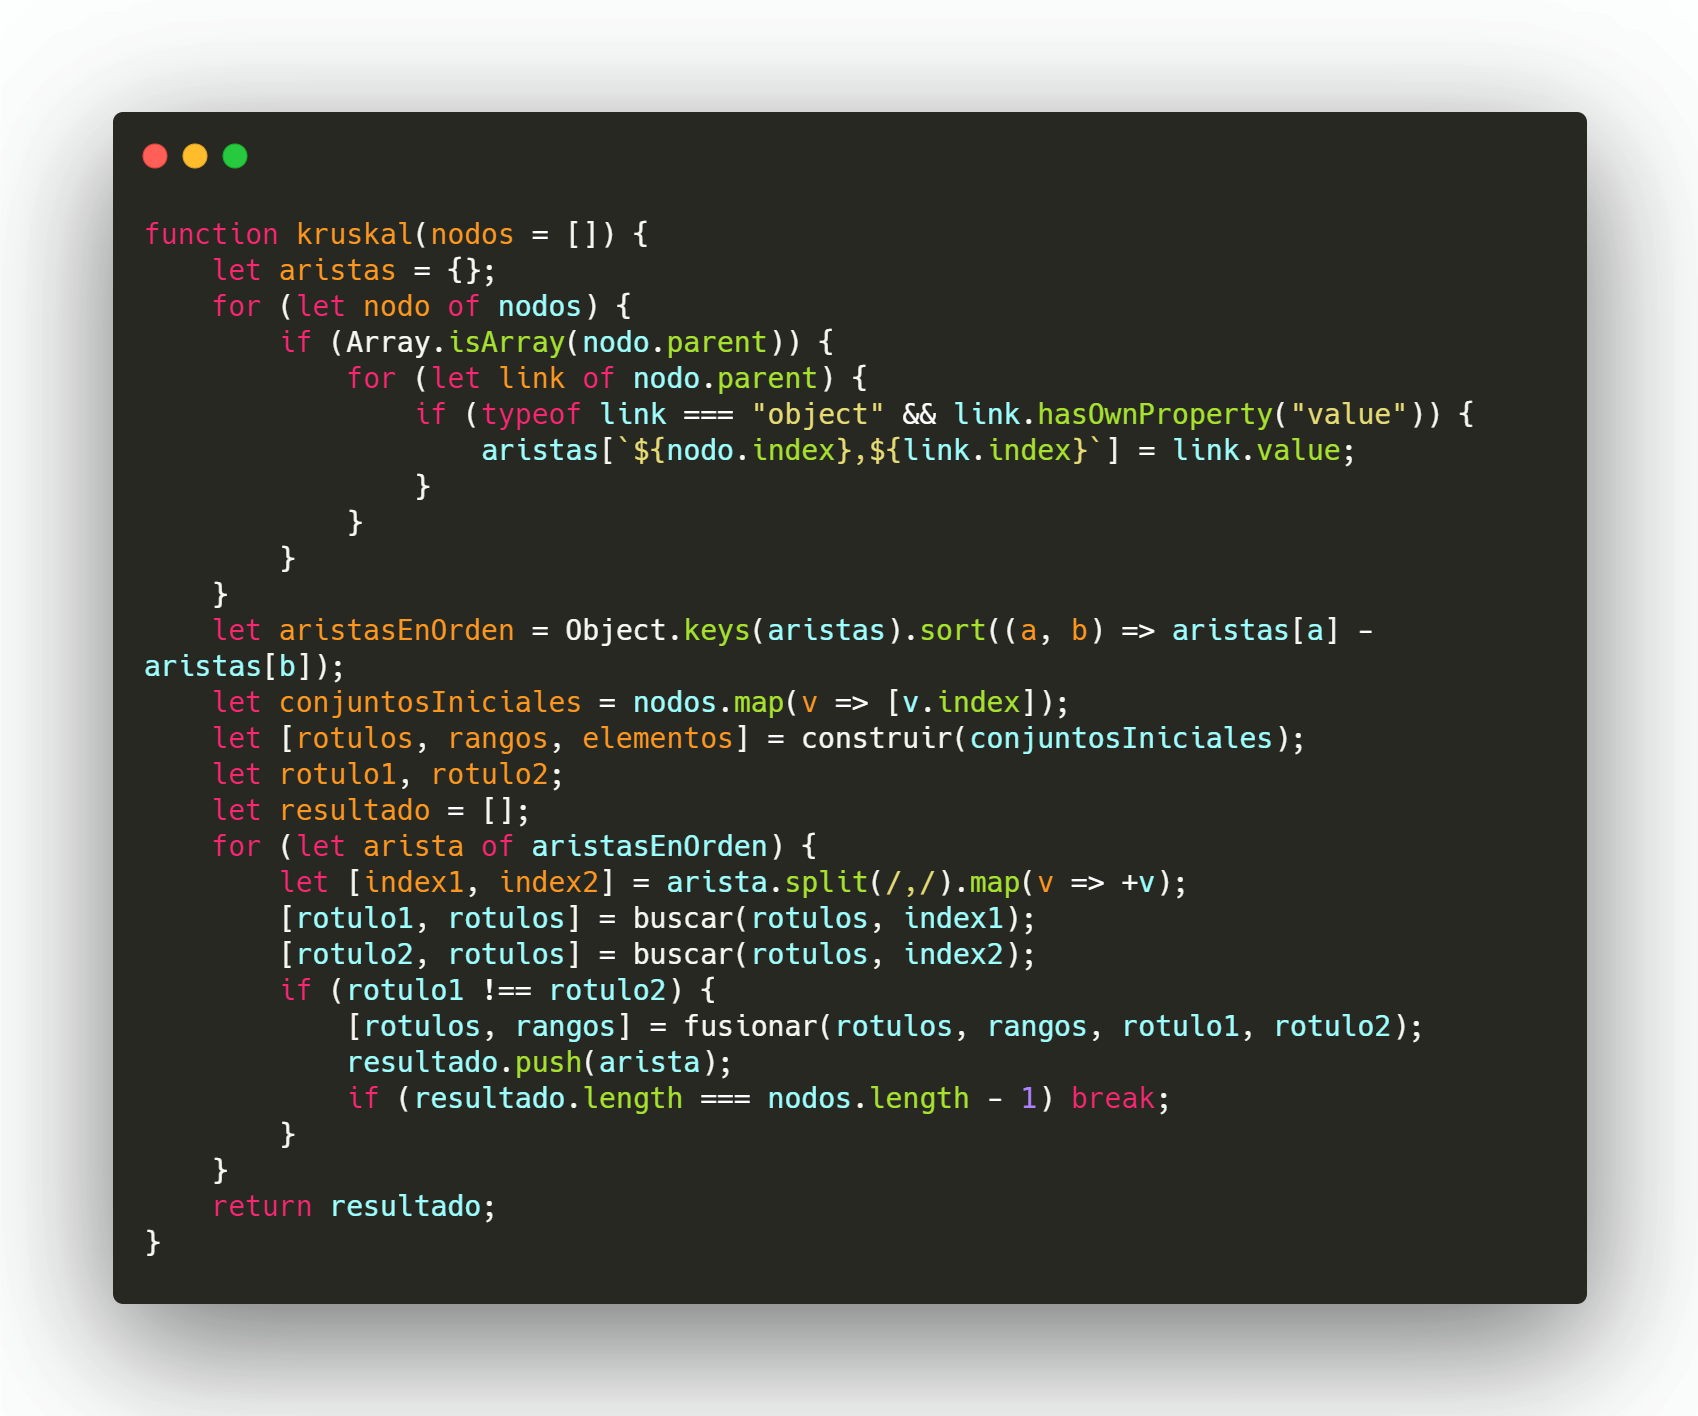 function kruskal(nodos = []) {
    let aristas = {};
    for (let nodo of nodos) {
        if (Array.isArray(nodo.parent)) {
            for (let link of nodo.parent) {
                if (typeof link === "object" && link.hasOwnProperty("value")) {
                    aristas[`${nodo.index},${link.index}`] = link.value;
                }
            }
        }
    }
    let aristasEnOrden = Object.keys(aristas).sort((a, b) => aristas[a] -
aristas[b]);
    let conjuntosIniciales = nodos.map(v => [v.index]);
    let [rotulos, rangos, elementos] = construir(conjuntosIniciales);
    let rotulo1, rotulo2;
    let resultado = [];
    for (let arista of aristasEnOrden) {
        let [index1, index2] = arista.split(/,/).map(v => +v);
        [rotulo1, rotulos] = buscar(rotulos, index1);
        [rotulo2, rotulos] = buscar(rotulos, index2);
        if (rotulo1 !== rotulo2) {
            [rotulos, rangos] = fusionar(rotulos, rangos, rotulo1, rotulo2);
            resultado.push(arista);
            if (resultado.length === nodos.length - 1) break;
        }
    }
    return resultado;
}